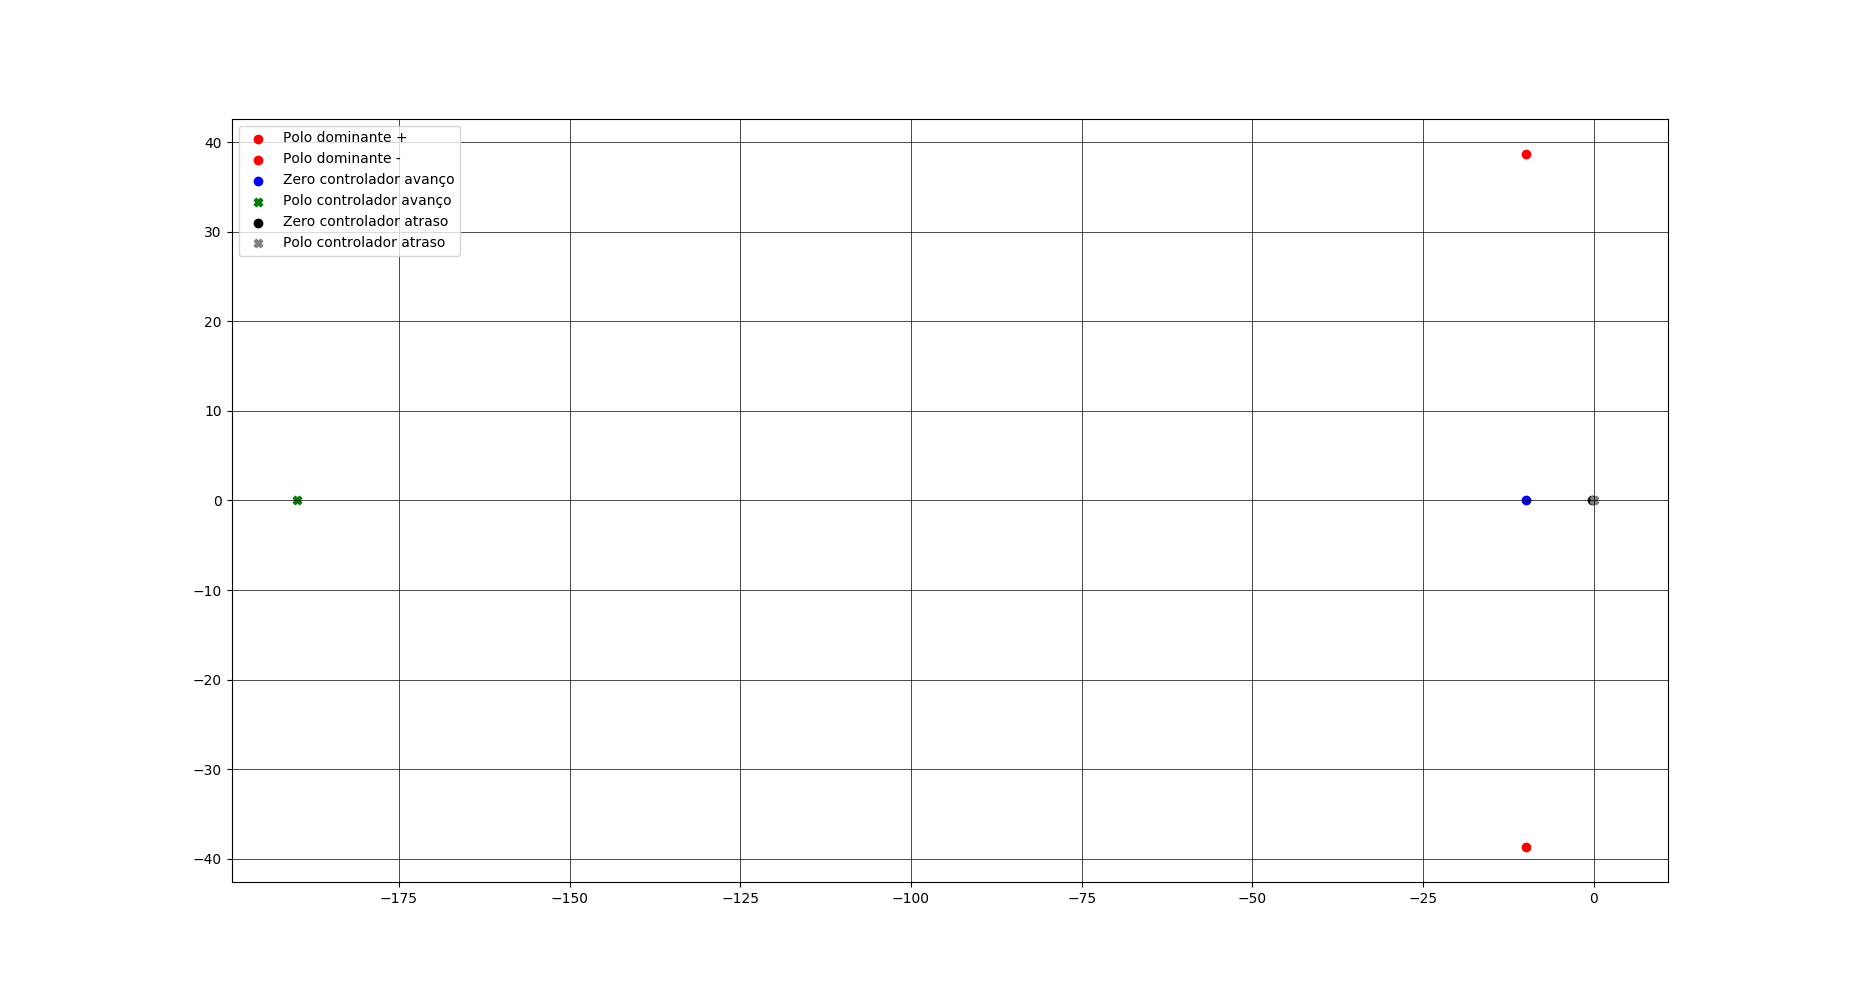 Polo dominante +
Polo dominante -
Zero controlador avanço
Polo controlador avanço
Zero controlador atraso
Polo controlador atraso
40
30
20
10
0
−10
−20
−30
−40
−175 −150 −125 −100 −75 −50 −25 0